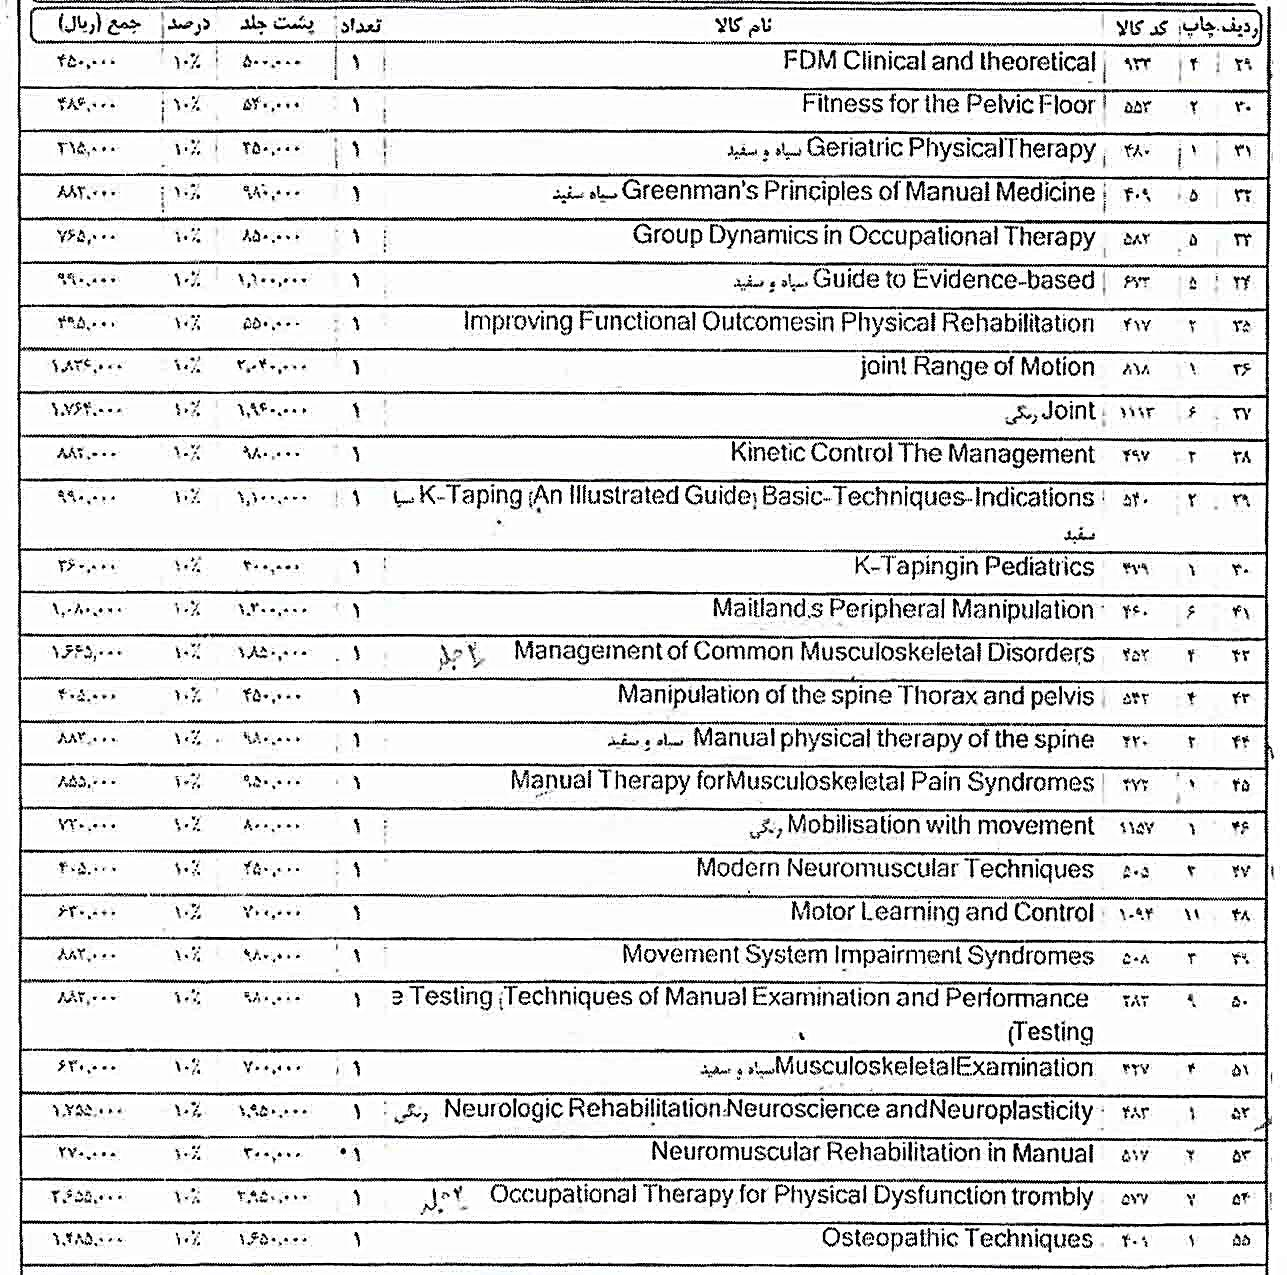 ردیف چاپ کد کالا نام کالا تعداد پشت جلد درصد جمع (ریال)
۲۹ ۴ ۹۳۳ FDM Clinical and theoretical ۱ ۵۰۰,۰۰۰ ۱۰٪ ۴۵۰,۰۰۰
۳۰ ۲ ۵۵۳ Fitness for the Pelvic Floor ۱ ۵۴۰,۰۰۰ ۱۰٪ ۴۸۶,۰۰۰
۳۱ ۱ ۴۸۰ Geriatric PhysicalTherapy سیاه و سفید ۱ ۳۵۰,۰۰۰ ۱۰٪ ۳۱۵,۰۰۰
۳۲ ۵ ۴۰۹ Greenman's Principles of Manual Medicine سیاه سفید ۱ ۹۸۰,۰۰۰ ۱۰٪ ۸۸۲,۰۰۰
۳۳ ۵ ۵۸۲ Group Dynamics in Occupational Therapy ۱ ۸۵۰,۰۰۰ ۱۰٪ ۷۶۵,۰۰۰
۳۴ ۵ ۶۷۳ Guide to Evidence-based سیاه و سفید ۱ ۱,۱۰۰,۰۰۰ ۱۰٪ ۹۹۰,۰۰۰
۳۵ ۲ ۴۱۷ Improving Functional Outcomesin Physical Rehabilitation ۱ ۵۵۰,۰۰۰ ۱۰٪ ۴۹۵,۰۰۰
۳۶ ۱ ۸۱۸ joint Range of Motion ۱ ۲,۰۴۰,۰۰۰ ۱۰٪ ۱,۸۳۶,۰۰۰
۳۷ ۶ ۱۱۱۳ Joint رنگی ۱ ۱,۹۶۰,۰۰۰ ۱۰٪ ۱,۷۶۴,۰۰۰
۳۸ ۲ ۴۹۷ Kinetic Control The Management ۱ ۹۸۰,۰۰۰ ۱۰٪ ۸۸۲,۰۰۰
۳۹ ۲ ۵۴۰ K-Taping (An Illustrated Guide) Basic-Techniques-Indications سیا ۱ ۱,۱۰۰,۰۰۰ ۱۰٪ ۹۹۰,۰۰۰
سفید
۴۰ ۱ ۴۷۹ K-Tapingin Pediatrics ۱ ۴۰۰,۰۰۰ ۱۰٪ ۳۶۰,۰۰۰
۴۱ ۶ ۴۶۰ Maitland,s Peripheral Manipulation ۱ ۱,۲۰۰,۰۰۰ ۱۰٪ ۱,۰۸۰,۰۰۰
۴۲ ۴ ۴۵۲ Management of Common Musculoskeletal Disorders ۲ جلد ۱ ۱,۸۵۰,۰۰۰ ۱۰٪ ۱,۶۶۵,۰۰۰
۴۳ ۴ ۵۴۲ Manipulation of the spine Thorax and pelvis ۱ ۴۵۰,۰۰۰ ۱۰٪ ۴۰۵,۰۰۰
۴۴ ۲ ۴۲۰ Manual physical therapy of the spine سیاه و سفید ۱ ۹۸۰,۰۰۰ ۱۰٪ ۸۸۲,۰۰۰
۴۵ ۱ ۴۷۲ Manual Therapy forMusculoskeletal Pain Syndromes ۱ ۹۵۰,۰۰۰ ۱۰٪ ۸۵۵,۰۰۰
۴۶ ۱ ۱۱۵۷ Mobilisation with movement رنگی ۱ ۸۰۰,۰۰۰ ۱۰٪ ۷۲۰,۰۰۰
۴۷ ۲ ۵۰۵ Modern Neuromuscular Techniques ۱ ۴۵۰,۰۰۰ ۱۰٪ ۴۰۵,۰۰۰
۴۸ ۱۱ ۱۰۹۴ Motor Learning and Control ۱ ۷۰۰,۰۰۰ ۱۰٪ ۶۳۰,۰۰۰
۴۹ ۳ ۵۰۸ Movement System Impairment Syndromes ۱ ۹۸۰,۰۰۰ ۱۰٪ ۸۸۲,۰۰۰
۵۰ ۹ ۳۸۳ e Testing (Techniques of Manual Examination and Performance ۱ ۹۸۰,۰۰۰ ۱۰٪ ۸۸۲,۰۰۰
Testing)
۵۱ ۴ ۴۲۷ MusculoskeletalExamination سیاه و سفید ۱ ۷۰۰,۰۰۰ ۱۰٪ ۶۳۰,۰۰۰
۵۲ ۱ ۴۸۳ Neurologic Rehabilitation:Neuroscience andNeuroplasticity رنگی ۱ ۱,۹۵۰,۰۰۰ ۱۰٪ ۱,۷۵۵,۰۰۰
۵۳ ۲ ۵۱۷ Neuromuscular Rehabilitation in Manual ۱ ۳۰۰,۰۰۰ ۱۰٪ ۲۷۰,۰۰۰
۵۴ ۷ ۵۷۷ Occupational Therapy for Physical Dysfunction trombly ۲ جلد ۱ ۲,۹۵۰,۰۰۰ ۱۰٪ ۲,۶۵۵,۰۰۰
۵۵ ۱ ۴۰۱ Osteopathic Techniques ۱ ۱,۶۵۰,۰۰۰ ۱۰٪ ۱,۴۸۵,۰۰۰